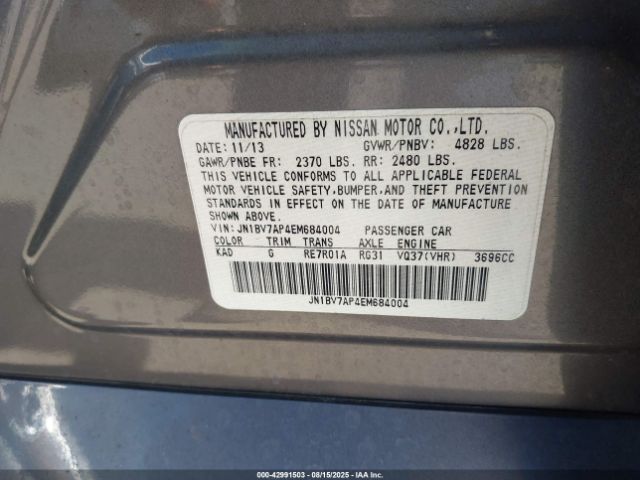 MANUFACTURED BY NISSAN MOTOR CO.,LTD.
DATE: 11/13 GVWR/PNBV: 4828 LBS.
GAWR/PNBE FR: 2370 LBS. RR: 2480 LBS.
THIS VEHICLE CONFORMS TO ALL APPLICABLE FEDERAL
MOTOR VEHICLE SAFETY,BUMPER,AND THEFT PREVENTION
STANDARDS IN EFFECT ON THE DATE OF MANUFACTURE
SHOWN ABOVE.
VIN: JN1BV7AP4EM684004 PASSENGER CAR
COLOR TRIM TRANS AXLE ENGINE
KAD G RE7R01A RG31 VQ37(VHR) 3696CC
JN1BV7AP4EM684004
000-42991503 - 08/15/2025 - IAAI.com